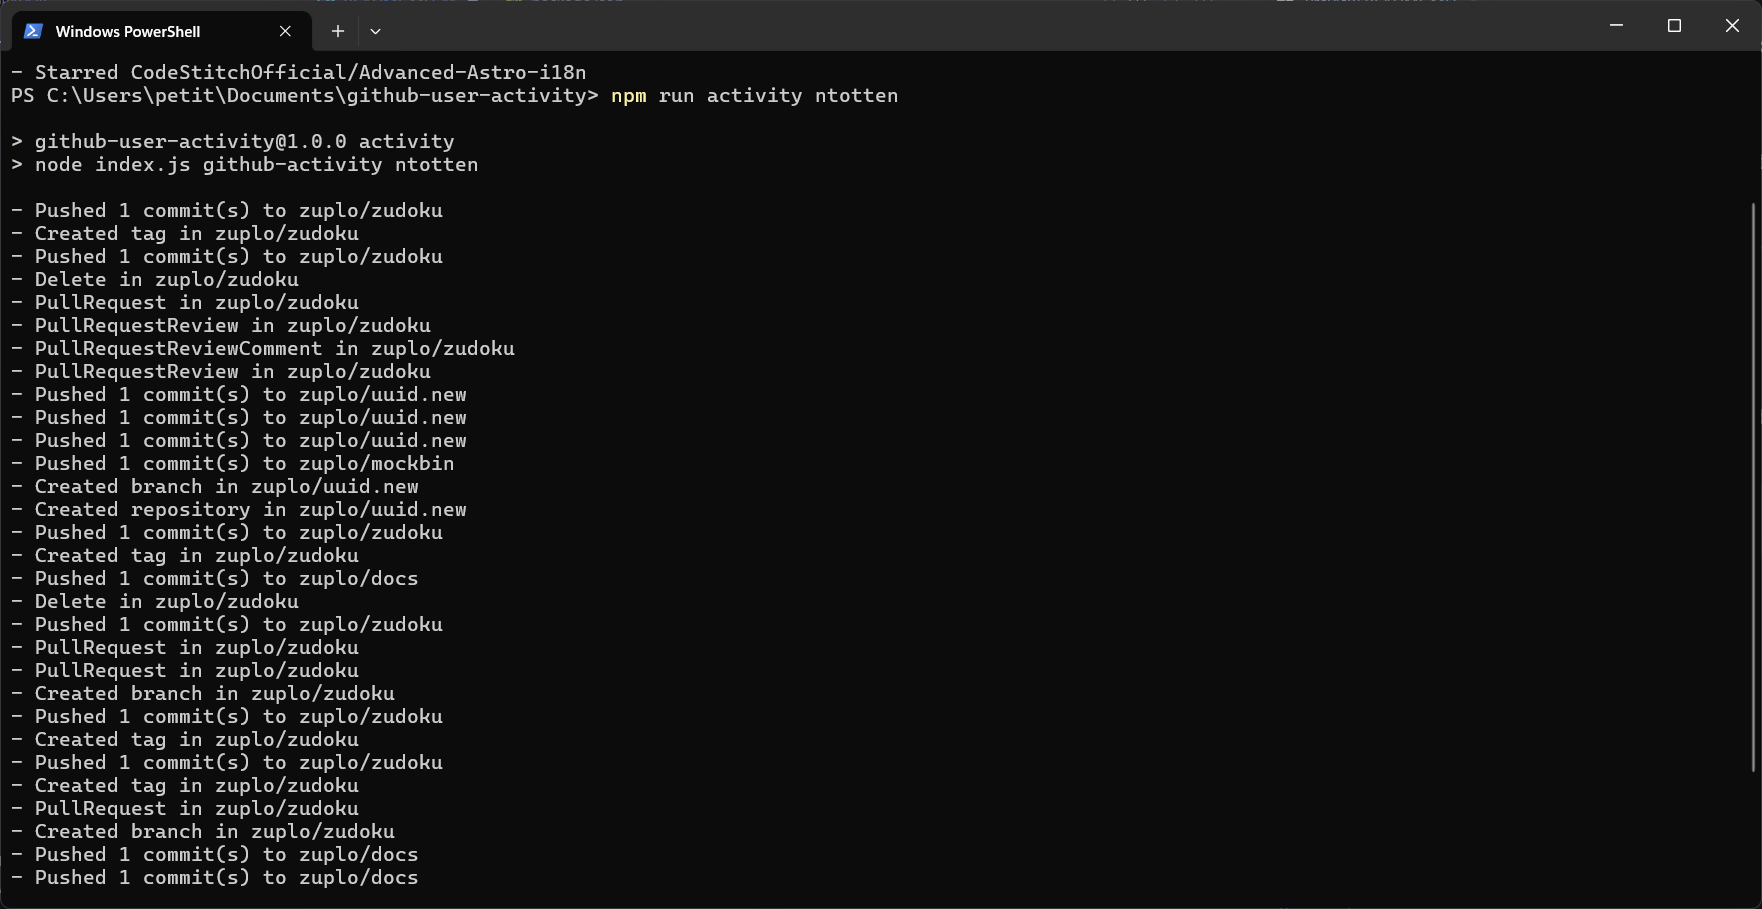 Windows PowerShell
- Starred CodeStitchOfficial/Advanced-Astro-i18n
PS C:\Users\petit\Documents\github-user-activity> npm run activity ntotten
> github-user-activity@1.0.0 activity
> node index.js github-activity ntotten
- Pushed 1 commit(s) to zuplo/zudoku
- Created tag in zuplo/zudoku
- Pushed 1 commit(s) to zuplo/zudoku
- Delete in zuplo/zudoku
- PullRequest in zuplo/zudoku
- PullRequestReview in zuplo/zudoku
- PullRequestReviewComment in zuplo/zudoku
- PullRequestReview in zuplo/zudoku
- Pushed 1 commit(s) to zuplo/uuid.new
- Pushed 1 commit(s) to zuplo/uuid.new
- Pushed 1 commit(s) to zuplo/uuid.new
- Pushed 1 commit(s) to zuplo/mockbin
- Created branch in zuplo/uuid.new
- Created repository in zuplo/uuid.new
- Pushed 1 commit(s) to zuplo/zudoku
- Created tag in zuplo/zudoku
- Pushed 1 commit(s) to zuplo/docs
- Delete in zuplo/zudoku
- Pushed 1 commit(s) to zuplo/zudoku
- PullRequest in zuplo/zudoku
- PullRequest in zuplo/zudoku
- Created branch in zuplo/zudoku
- Pushed 1 commit(s) to zuplo/zudoku
- Created tag in zuplo/zudoku
- Pushed 1 commit(s) to zuplo/zudoku
- Created tag in zuplo/zudoku
- PullRequest in zuplo/zudoku
- Created branch in zuplo/zudoku
- Pushed 1 commit(s) to zuplo/docs
- Pushed 1 commit(s) to zuplo/docs